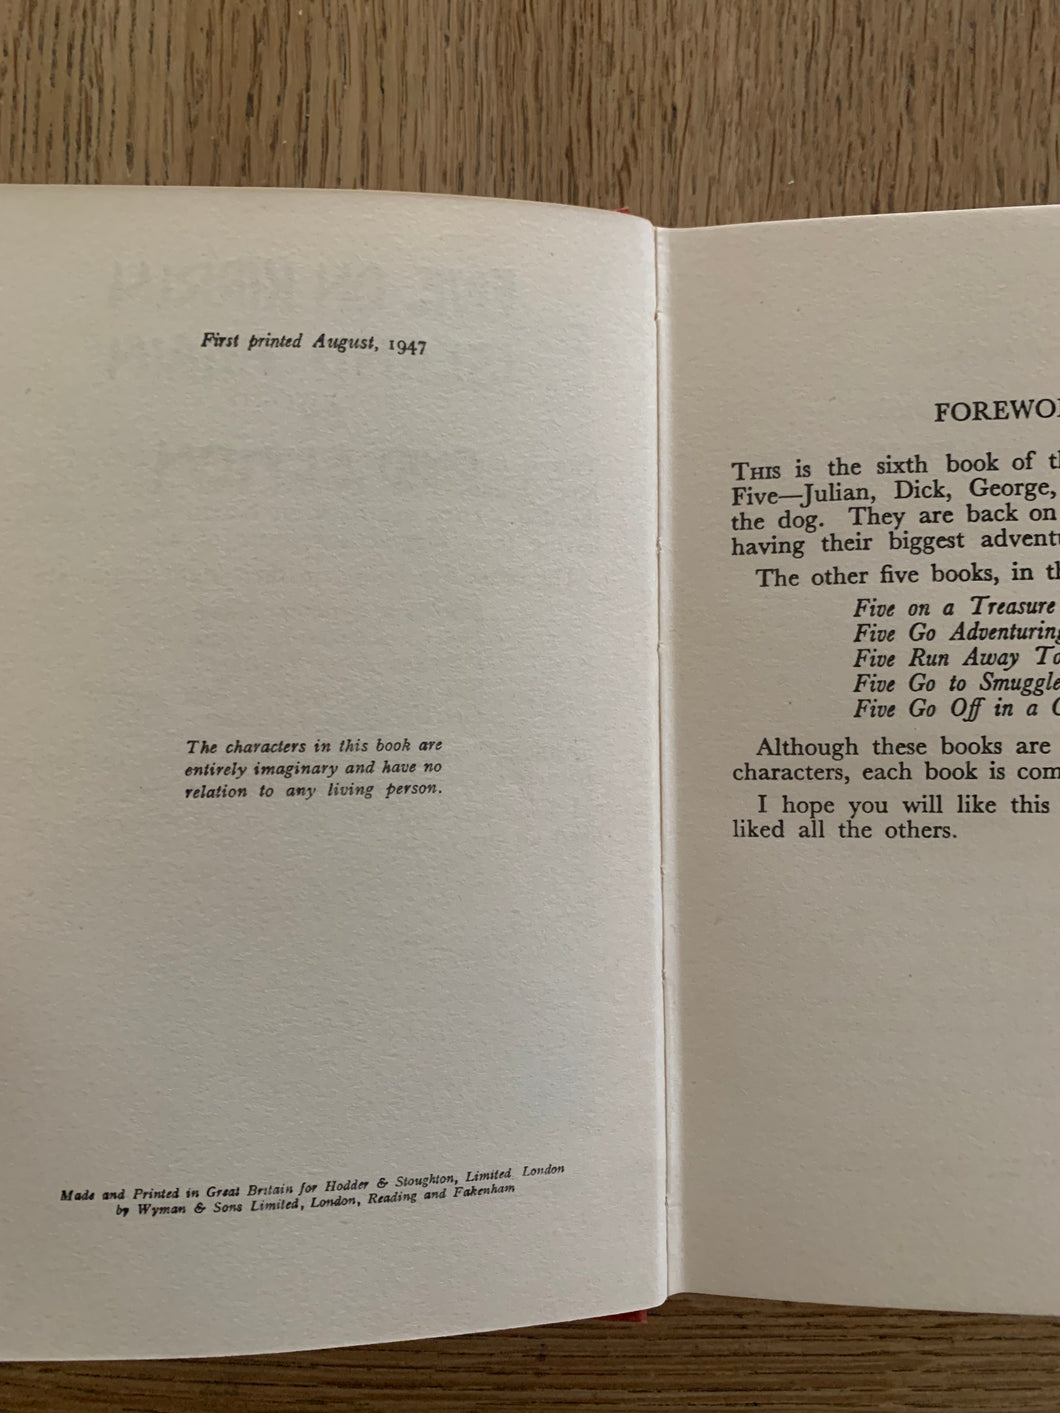 First printed August, 1947
The characters in this book are
entirely imaginary and have no
relation to any living person.
Made and Printed in Great Britain for Hodder & Stoughton, Limited London
by Wyman & Sons Limited, London, Reading and Fakenham
FOREWO
THIS is the sixth book of t
Five—Julian, Dick, George,
the dog. They are back on
having their biggest advent
The other five books, in t
Five on a Treasure
Five Go Adventuring
Five Run Away To
Five Go to Smuggle
Five Go Off in a
Although these books are
characters, each book is com
I hope you will like this
liked all the others.